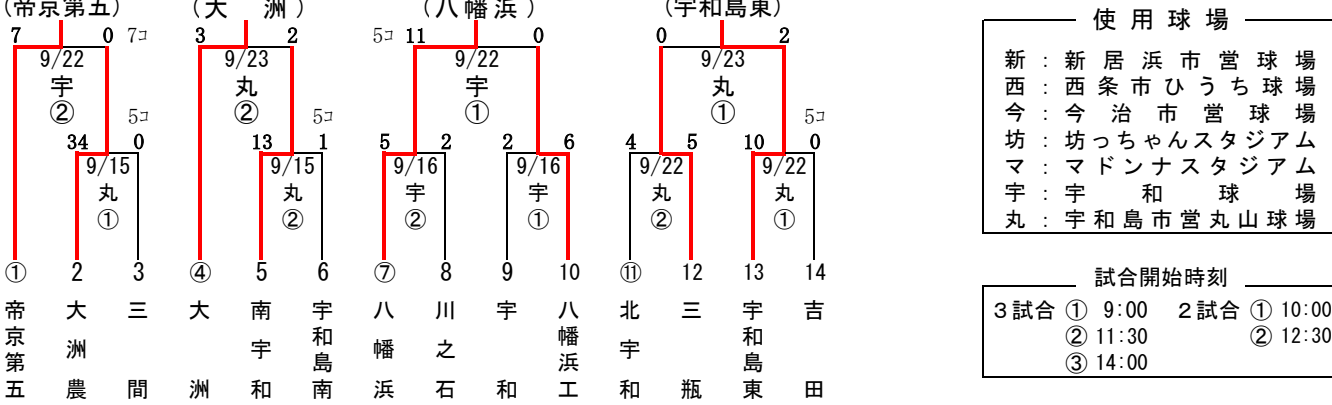 (帝京第五) (大　洲) (八幡浜) (宇和島東)
7 0 7コ 3 2 5コ 11 0 0 2
9/22 9/23 9/22 9/23
宇 丸 宇 丸
② ② ① ①
5コ 5コ 5コ
34 0 13 1 5 2 2 6 4 5 10 0
9/15 9/15 9/16 9/16 9/22 9/22
丸 丸 宇 宇 丸 丸
① ② ② ① ② ①
① 2 3 ④ 5 6 ⑦ 8 9 10 ⑪ 12 13 14
帝京第五 大洲農 三間 大洲 南宇和 宇和島南 八幡浜 川之石 宇和 八幡浜工 北宇和 三瓶 宇和島東 吉田
使用球場
新：新居浜市営球場
西：西条市ひうち球場
今：今治市営球場
坊：坊っちゃんスタジアム
マ：マドンナスタジアム
宇：宇和球場
丸：宇和島市営丸山球場
試合開始時刻
3試合 ① 9:00 2試合 ① 10:00
② 11:30 ② 12:30
③ 14:00